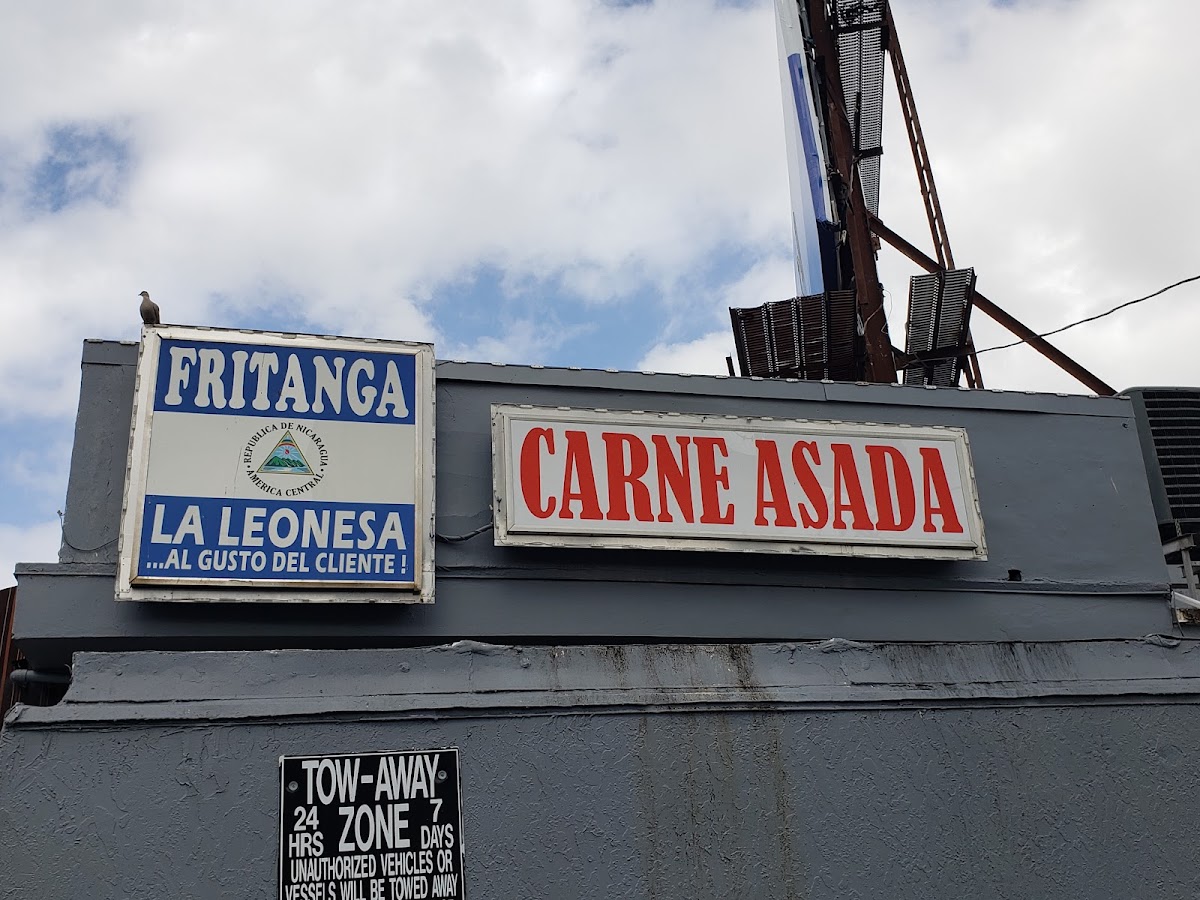 FRITANGA
REPUBLICA DE NICARAGUA
AMERICA CENTRAL
LA LEONESA
...AL GUSTO DEL CLIENTE!
CARNE ASADA
TOW-AWAY
24 HRS ZONE 7 DAYS
UNAUTHORIZED VEHICLES OR
VESSELS WILL BE TOWED AWAY